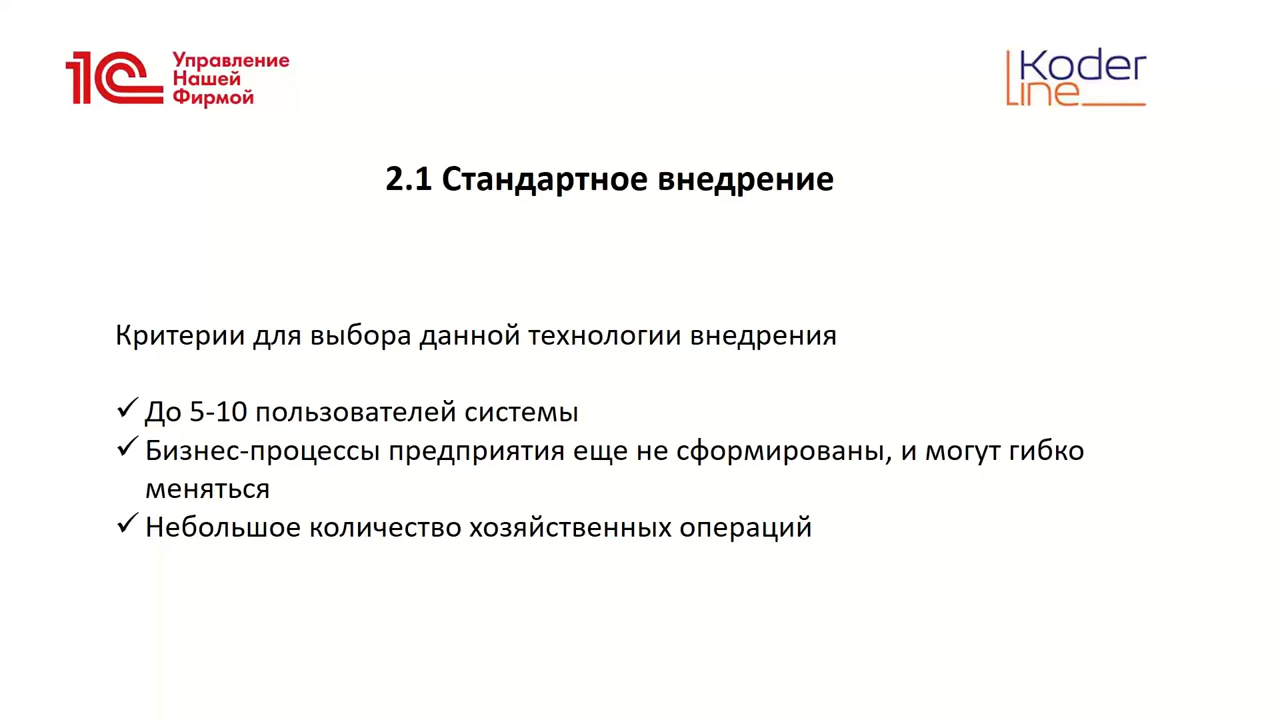 1С Управление
Нашей
Фирмой
Koder
Line
2.1 Стандартное внедрение
Критерии для выбора данной технологии внедрения
✓ До 5-10 пользователей системы
✓ Бизнес-процессы предприятия еще не сформированы, и могут гибко
меняться
✓ Небольшое количество хозяйственных операций